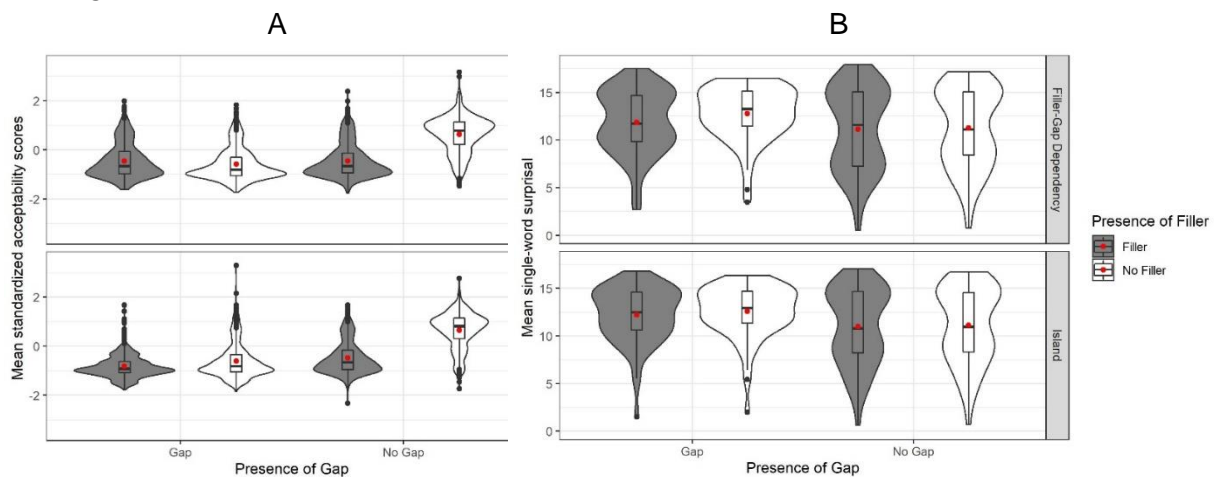 A
B
Mean standardized acceptability scores
2
0
-2
2
0
-2
Gap
No Gap
Presence of Gap
Mean single-word surprisal
15
10
5
0
15
10
5
0
Gap
No Gap
Presence of Gap
Filler-Gap Dependency
Island
Presence of Filler
Filler
No Filler